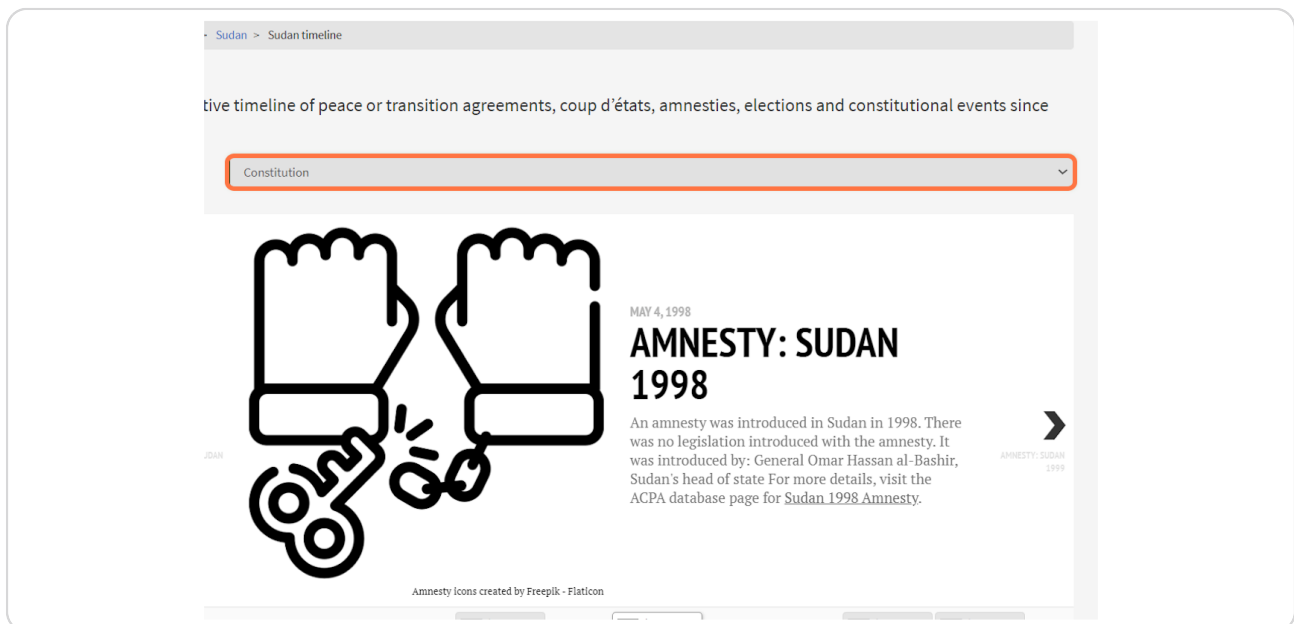 Sudan > Sudan timeline
tive timeline of peace or transition agreements, coup d'états, amnesties, elections and constitutional events since
Constitution
MAY 4, 1998
AMNESTY: SUDAN
1998
An amnesty was introduced in Sudan in 1998. There
was no legislation introduced with the amnesty. It
was introduced by: General Omar Hassan al-Bashir,
Sudan's head of state For more details, visit the
ACPA database page for Sudan 1998 Amnesty.
UDAN
AMNESTY: SUDAN
1999
Amnesty icons created by Freepik - Flaticon